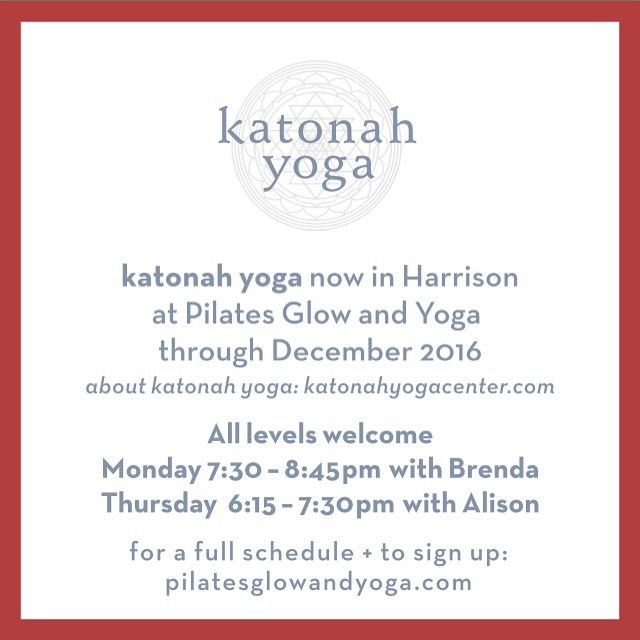 katonah
yoga
katonah yoga now in Harrison
at Pilates Glow and Yoga
through December 2016
about katonah yoga: katonahyogacenter.com
All levels welcome
Monday 7:30 – 8:45pm with Brenda
Thursday 6:15 – 7:30pm with Alison
for a full schedule + to sign up:
pilatesglowandyoga.com